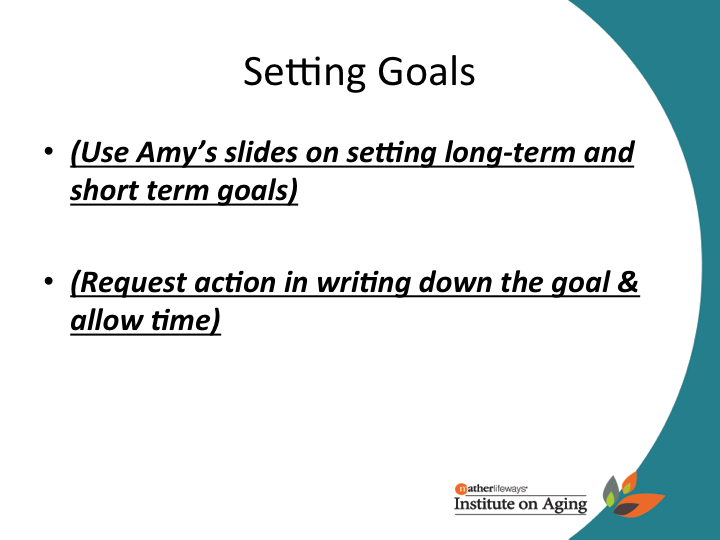 Setting Goals
• (Use Amy’s slides on setting long-term and
short term goals)
• (Request action in writing down the goal &
allow time)
matherlifeways
Institute on Aging